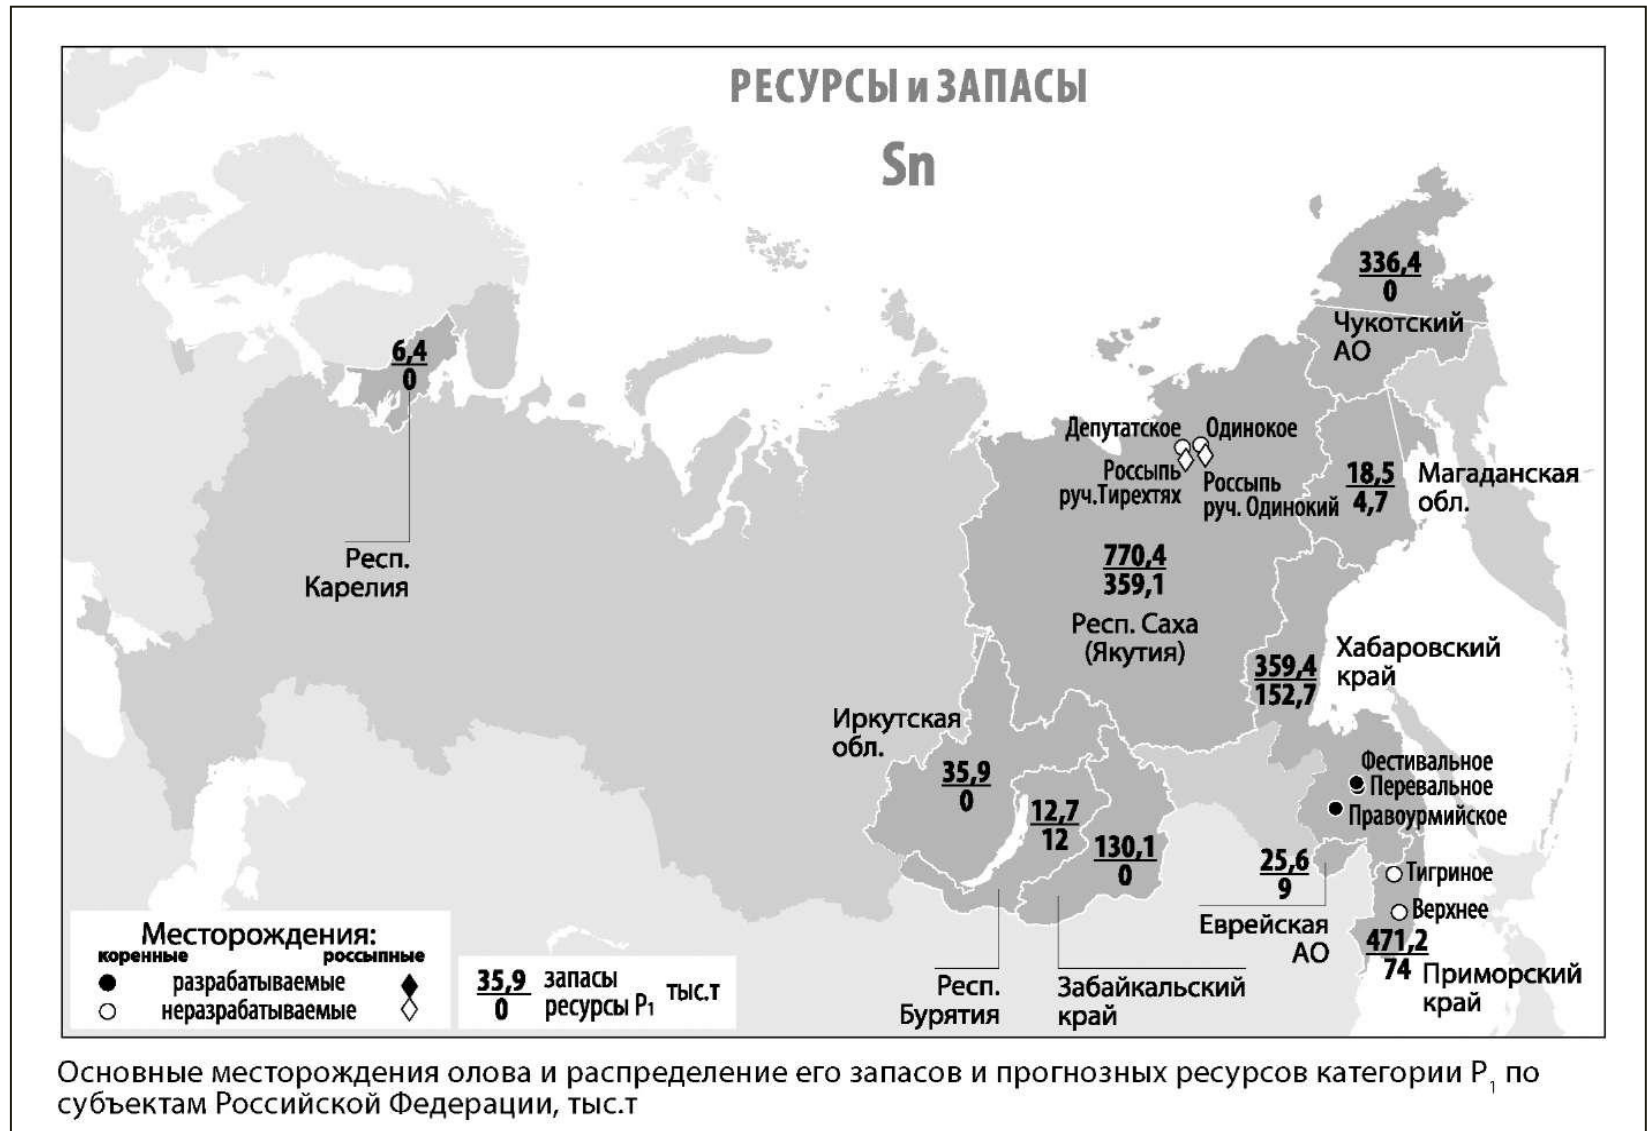 РЕСУРСЫ и ЗАПАСЫ
Sn
336,4
0
Чукотский
АО
6,4
0
Респ.
Карелия
Депутатское
Одинокое
Россыпь
руч.Тирехтях
Россыпь
руч. Одинокий
18,5
4,7
Магаданская
обл.
770,4
359,1
Респ. Саха
(Якутия)
359,4
152,7
Хабаровский
край
Иркутская
обл.
35,9
0
12,7
12
130,1
0
Фестивальное
Перевальное
Правоурмийское
25,6
9
Еврейская
АО
Тигриное
Верхнее
471,2
74
Приморский
край
Респ.
Бурятия
Забайкальский
край
Месторождения:
коренные россыпные
разрабатываемые
неразрабатываемые
35,9 запасы
0 ресурсы P₁
тыс.т
Основные месторождения олова и распределение его запасов и прогнозных ресурсов категории P₁ по
субъектам Российской Федерации, тыс.т